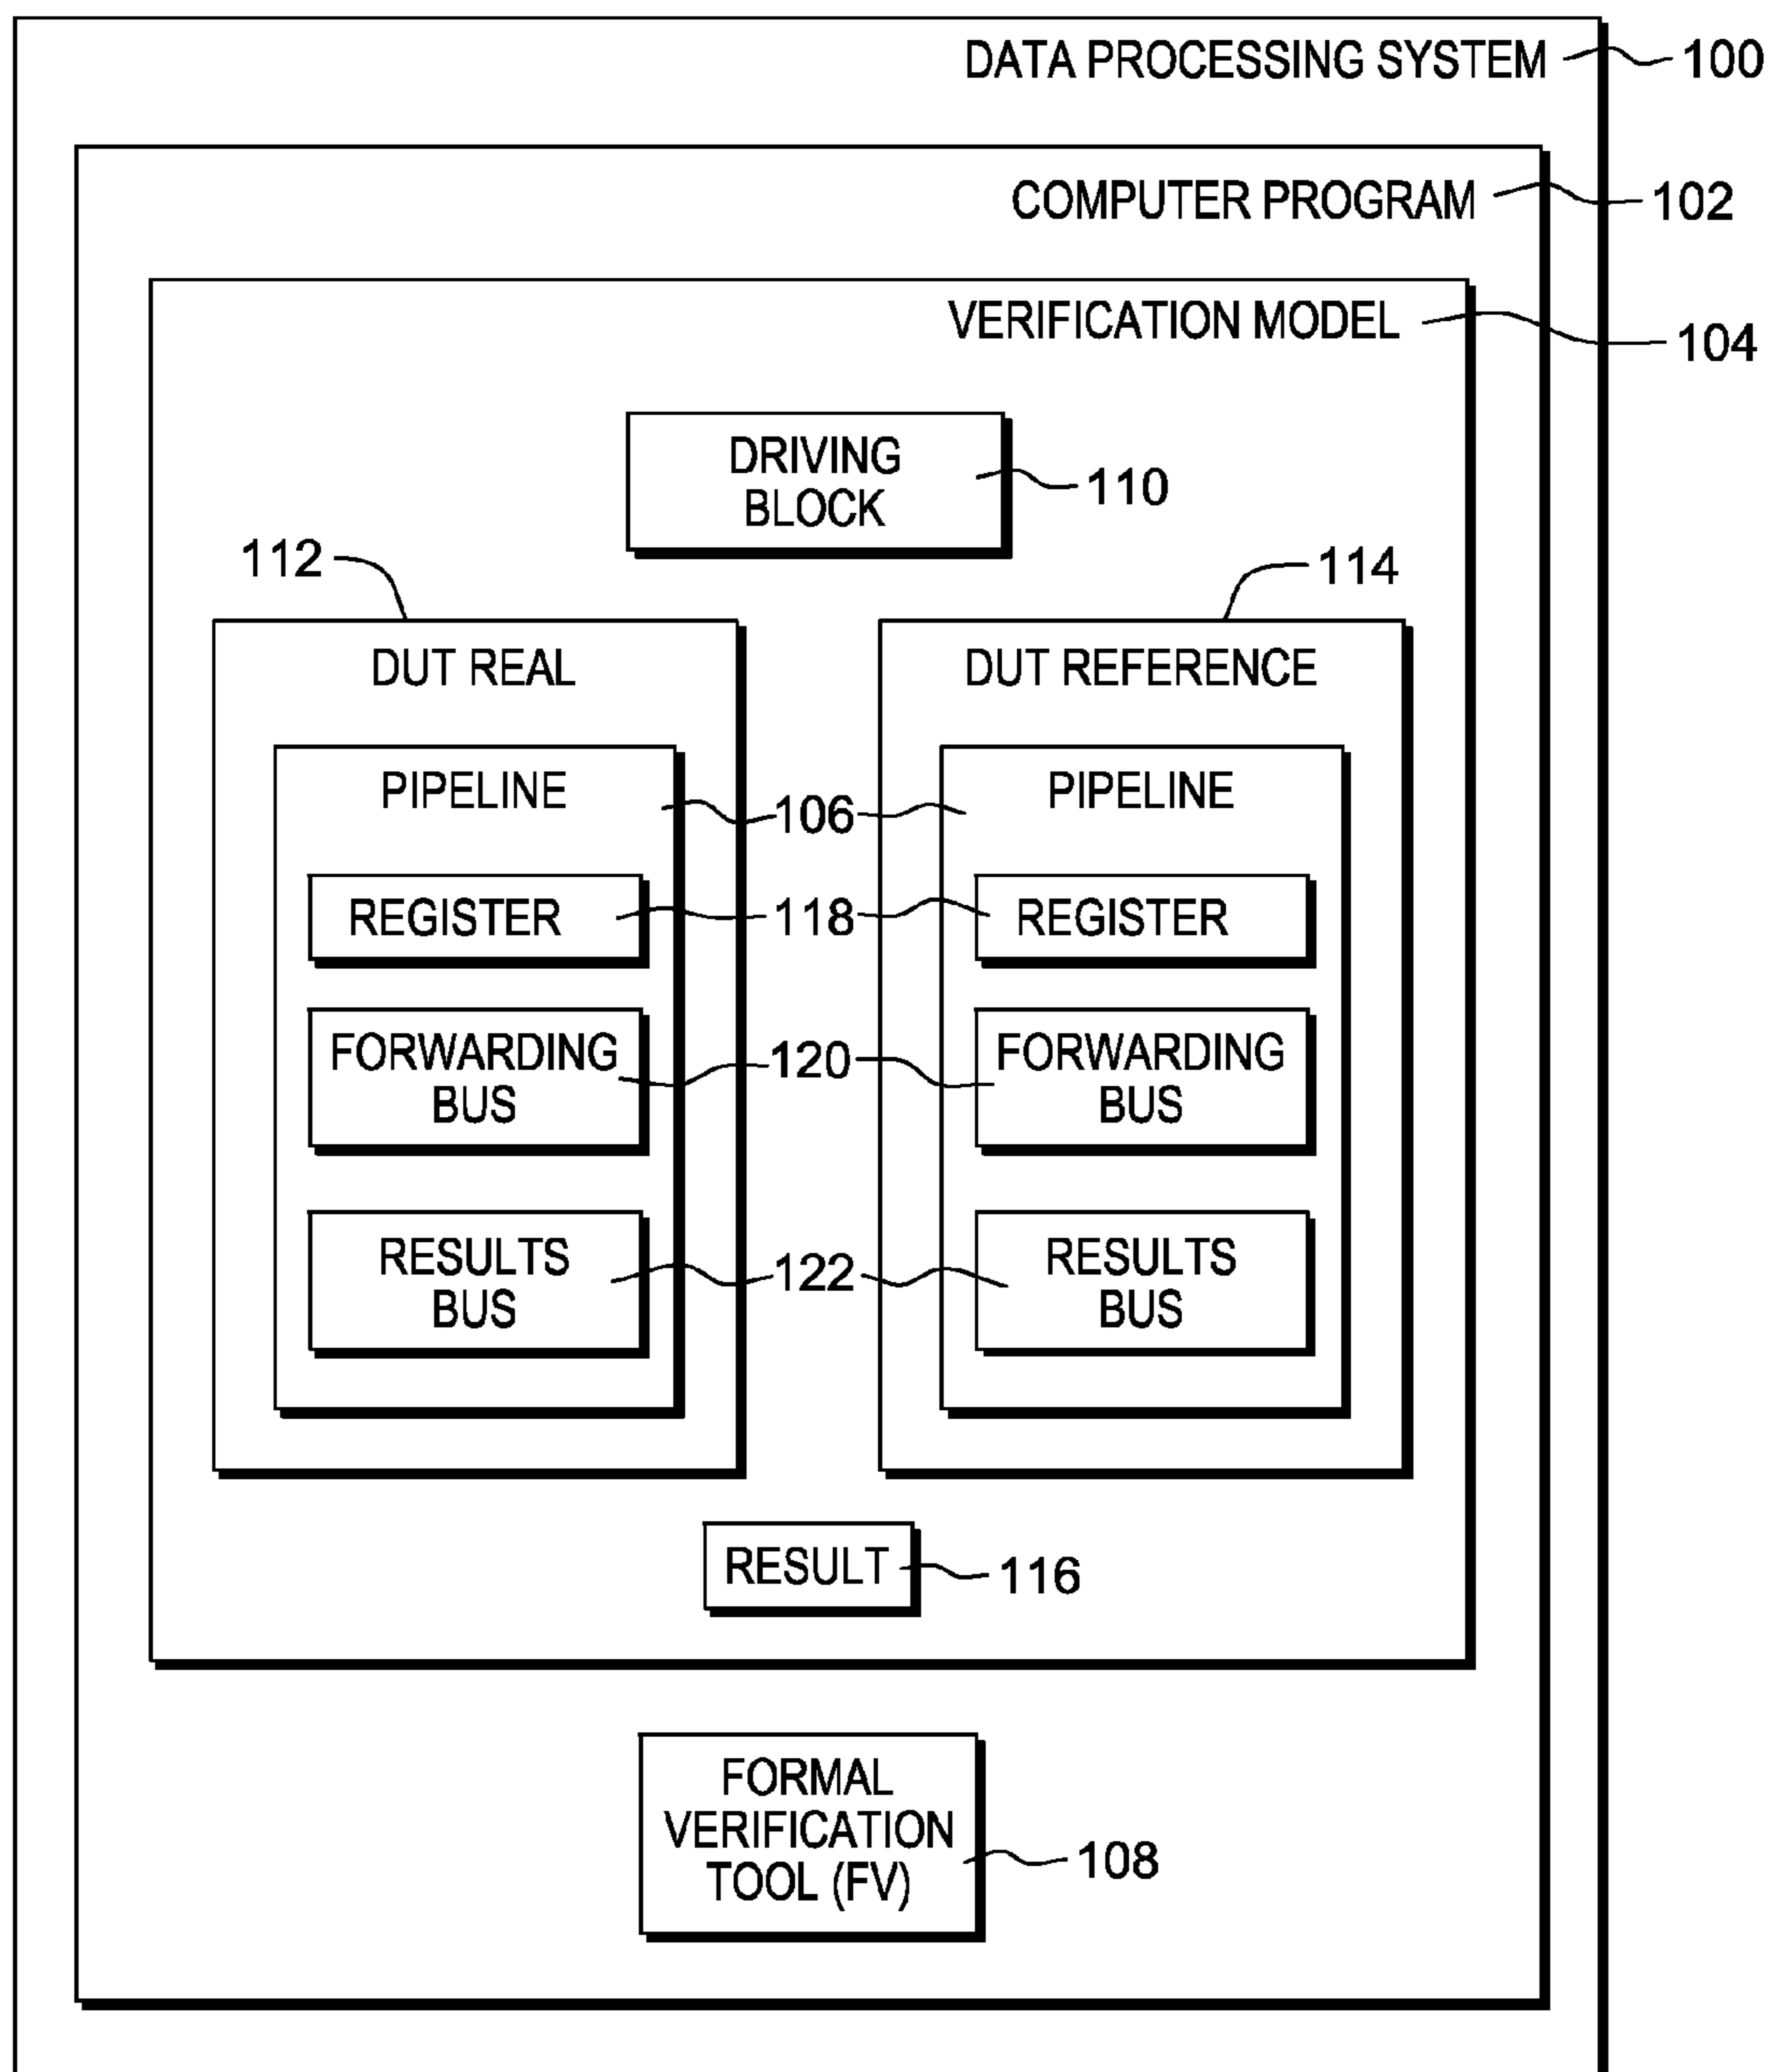 DATA PROCESSING SYSTEM 100
COMPUTER PROGRAM 102
VERIFICATION MODEL 104
DRIVING
BLOCK
110
112
114
DUT REAL
DUT REFERENCE
PIPELINE
106
PIPELINE
REGISTER
118
REGISTER
FORWARDING
BUS
120
FORWARDING
BUS
RESULTS
BUS
122
RESULTS
BUS
RESULT
116
FORMAL
VERIFICATION
TOOL (FV)
108